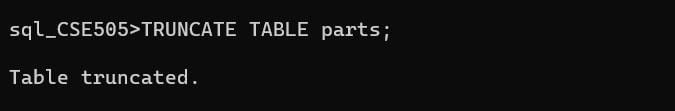 sql_CSE505>TRUNCATE TABLE parts;
Table truncated.